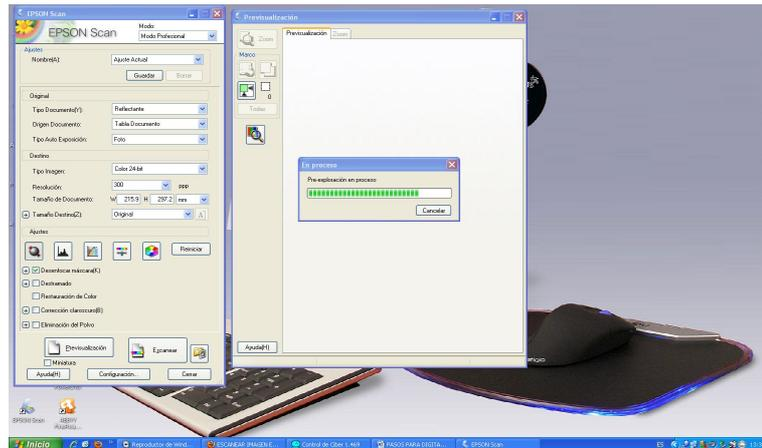 EPSON Scan
EPSON Scan
Modo:
Modo Profesional
Ajustes
Nombre(A):
Ajuste Actual
Guardar
Borrar
Original
Tipo Documento(Y):
Reflectante
Origen Documento:
Tabla Documento
Tipo Auto Exposición:
Foto
Destino
Tipo Imagen:
Color 24-bit
Resolución:
300
ppp
Tamaño de Documento:
W 215.9 H 297.2 mm
Tamaño Destino(Z):
Original
Ajustes
Reiniciar
Desenfocar máscara(K)
Destramado
Restauración de Color
Corrección claroscuro(B)
Eliminación del Polvo
Previsualización
Escanear
Miniatura
Ayuda(H)
Configuración...
Cerrar
Previsualización
Zoom
Previsualización
Zoom
Marco
0
Todas
Ayuda(H)
En proceso
Pre-exploración en proceso
Cancelar
EPSON Scan
ABBYY
Inicio
Reproductor de Wind...
ESCANEAR IMAGEN E...
Control de Ciber 1.469
PASOS PARA DIGITA...
EPSON Scan
ES